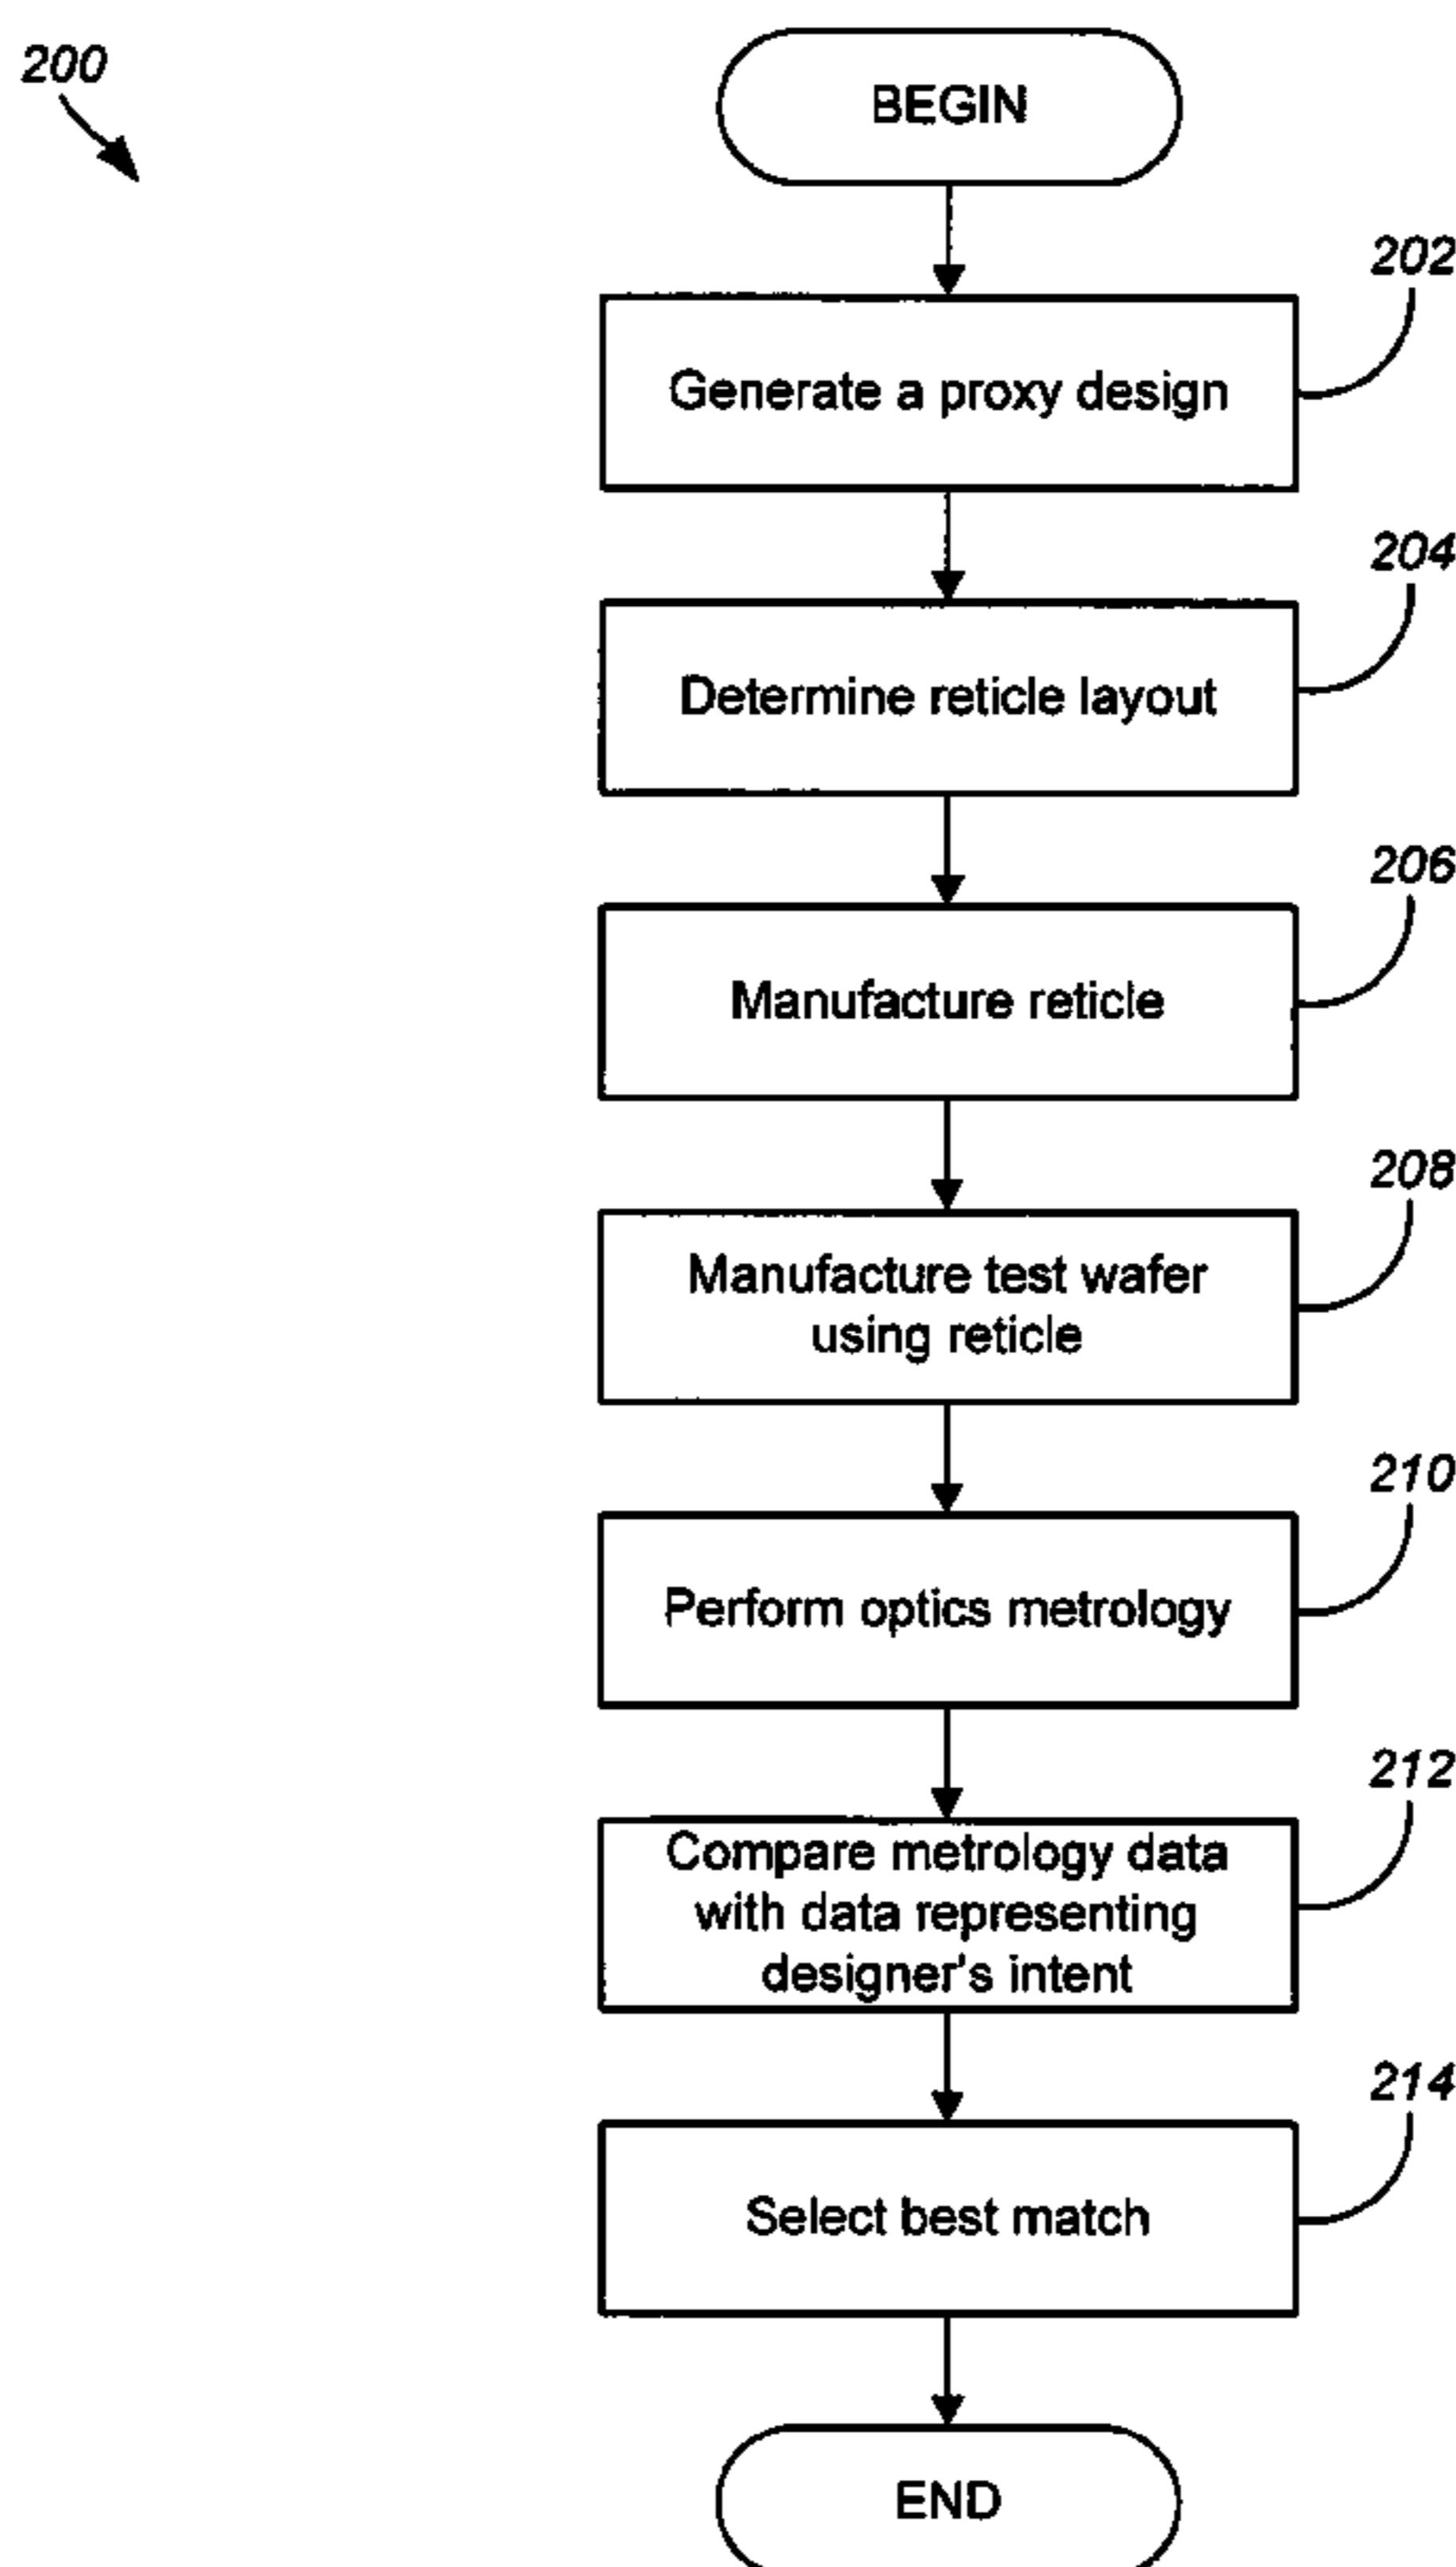 200
BEGIN
202
Generate a proxy design
204
Determine reticle layout
206
Manufacture reticle
208
Manufacture test wafer
using reticle
210
Perform optics metrology
212
Compare metrology data
with data representing
designer's intent
214
Select best match
END